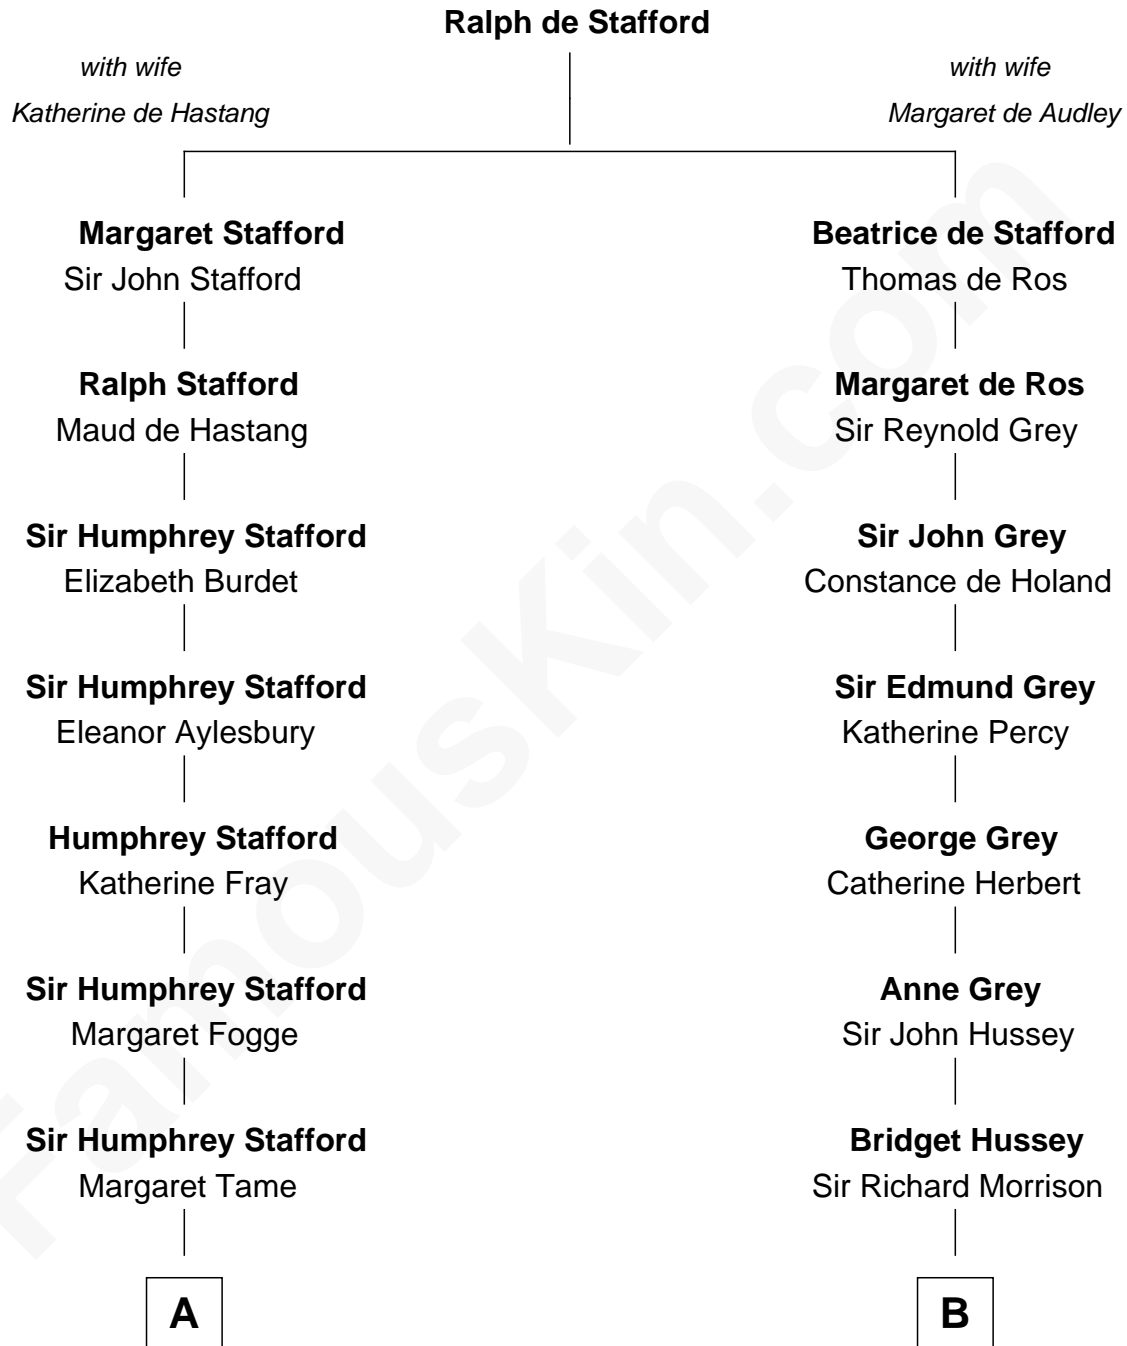 Ralph de Stafford
with wife
Katherine de Hastang
with wife
Margaret de Audley
Margaret Stafford
Sir John Stafford
Beatrice de Stafford
Thomas de Ros
Ralph Stafford
Maud de Hastang
Margaret de Ros
Sir Reynold Grey
Sir Humphrey Stafford
Elizabeth Burdet
Sir John Grey
Constance de Holand
Sir Humphrey Stafford
Eleanor Aylesbury
Sir Edmund Grey
Katherine Percy
Humphrey Stafford
Katherine Fray
George Grey
Catherine Herbert
Sir Humphrey Stafford
Margaret Fogge
Anne Grey
Sir John Hussey
Sir Humphrey Stafford
Margaret Tame
Bridget Hussey
Sir Richard Morrison
A
B
FamousKin.com